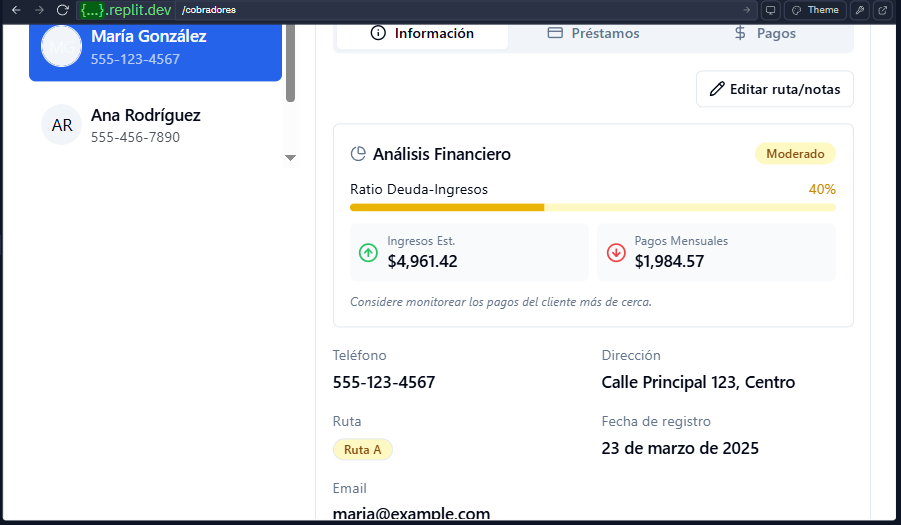 {...}.replit.dev /cobradores Theme
María González
555-123-4567
AR
Ana Rodríguez
555-456-7890
Información Préstamos Pagos
Editar ruta/notas
Análisis Financiero Moderado
Ratio Deuda-Ingresos 40%
Ingresos Est. Pagos Mensuales
$4,961.42 $1,984.57
Considere monitorear los pagos del cliente más de cerca.
Teléfono Dirección
555-123-4567 Calle Principal 123, Centro
Ruta Fecha de registro
Ruta A 23 de marzo de 2025
Email
maria@example.com